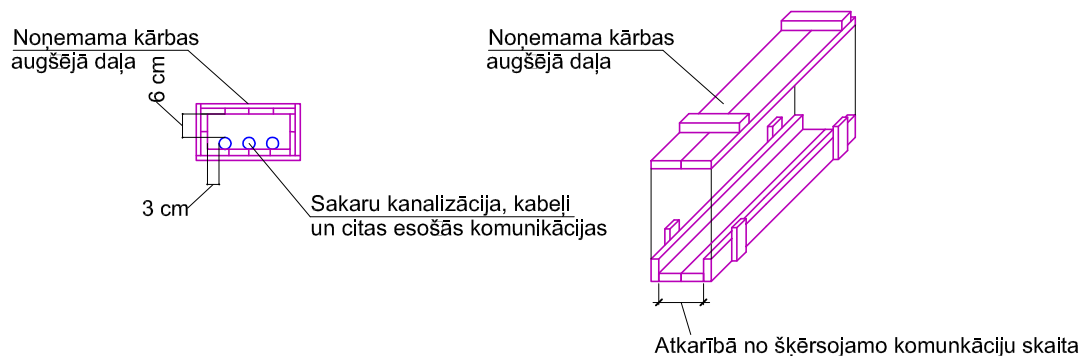 Noņemama kārbas
augšējā daļa
6 cm
3 cm
Sakaru kanalizācija, kabeļi
un citas esošās komunikācijas
Noņemama kārbas
augšējā daļa
Atkarībā no šķērsojamo komunkāciju skaita